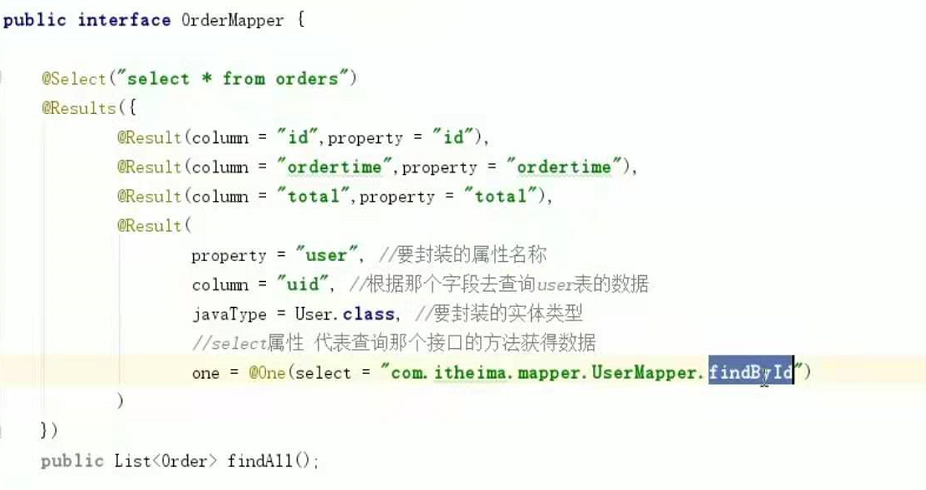 public interface OrderMapper {
@Select("select * from orders")
@Results({
@Result(column = "id",property = "id"),
@Result(column = "ordertime",property = "ordertime"),
@Result(column = "total",property = "total"),
@Result(
property = "user", //要封装的属性名称
column = "uid", //根据那个字段去查询user表的数据
javaType = User.class, //要封装的实体类型
//select属性 代表查询那个接口的方法获得数据
one = @One(select = "com.itheima.mapper.UserMapper.findById")
)
})
public List<Order> findAll();